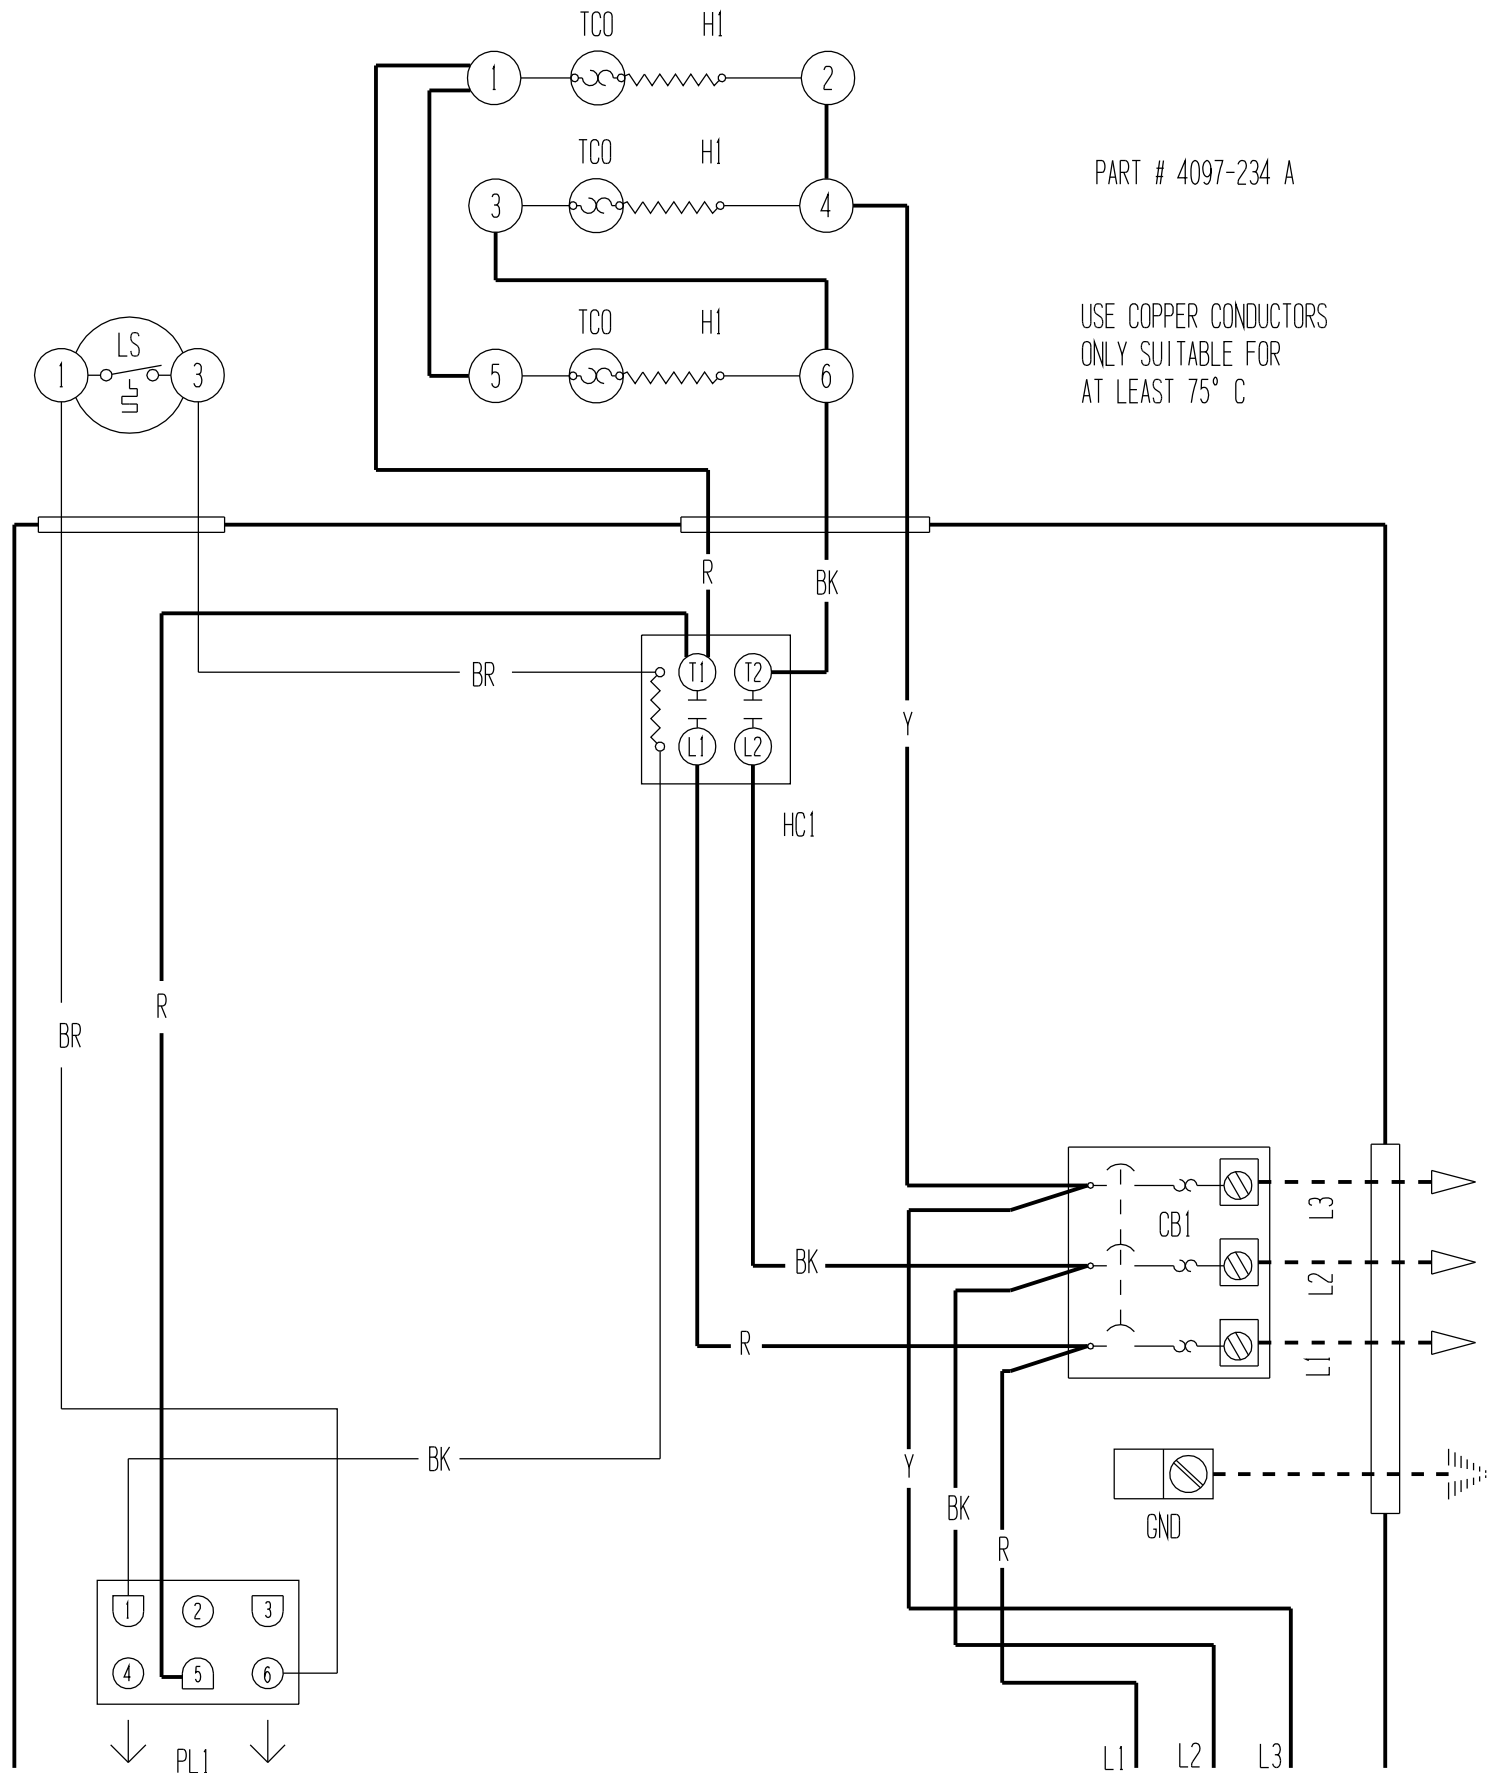 TCO H1
1 2
TCO H1
3 4
PART # 4097-234 A
TCO H1
5 6
USE COPPER CONDUCTORS
ONLY SUITABLE FOR
AT LEAST 75° C
LS
1 3
R
BK
BR
T1 T2
L1 L2
Y
HC1
R
BR
CB1
L3
BK
L2
R
L1
BK
Y
BK
R
GND
1 2 3
4 5 6
PL1
L1 L2 L3